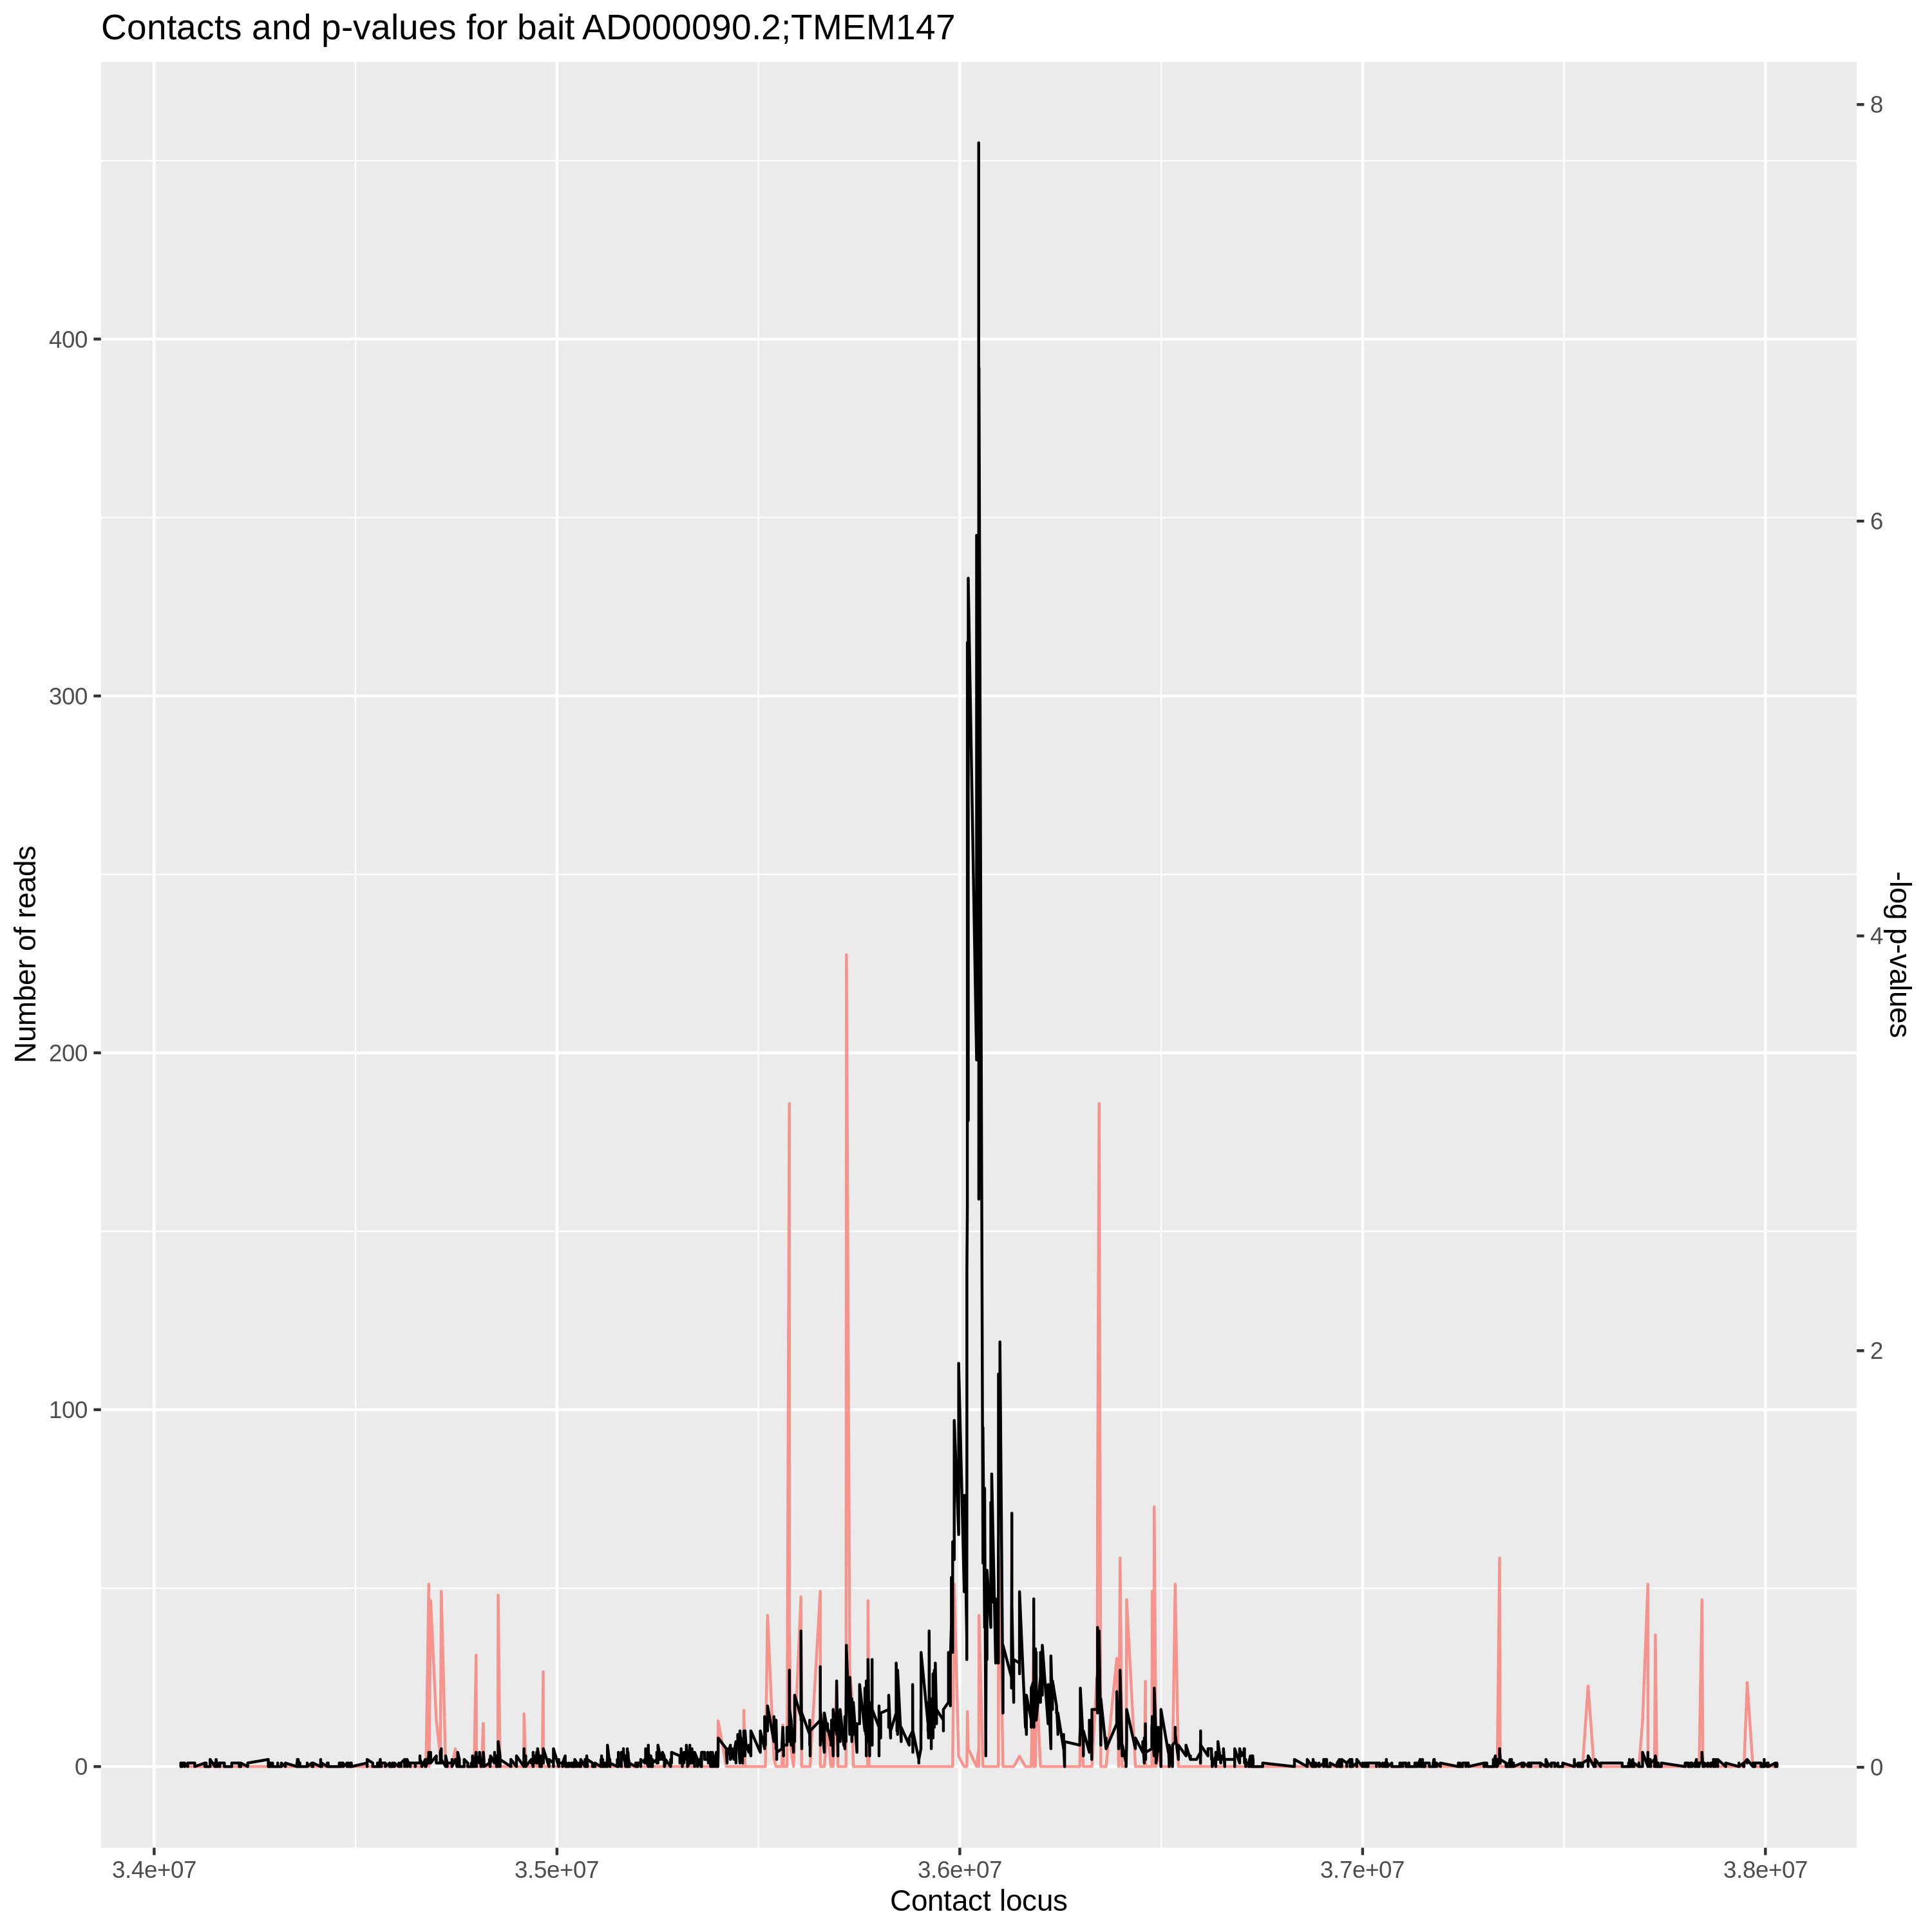 Contacts and p-values for bait AD000090.2;TMEM147
Number of reads
400
300
200
100
0
8
6
4
2
0
-log p-values
3.4e+07 3.5e+07 3.6e+07 3.7e+07 3.8e+07
Contact locus